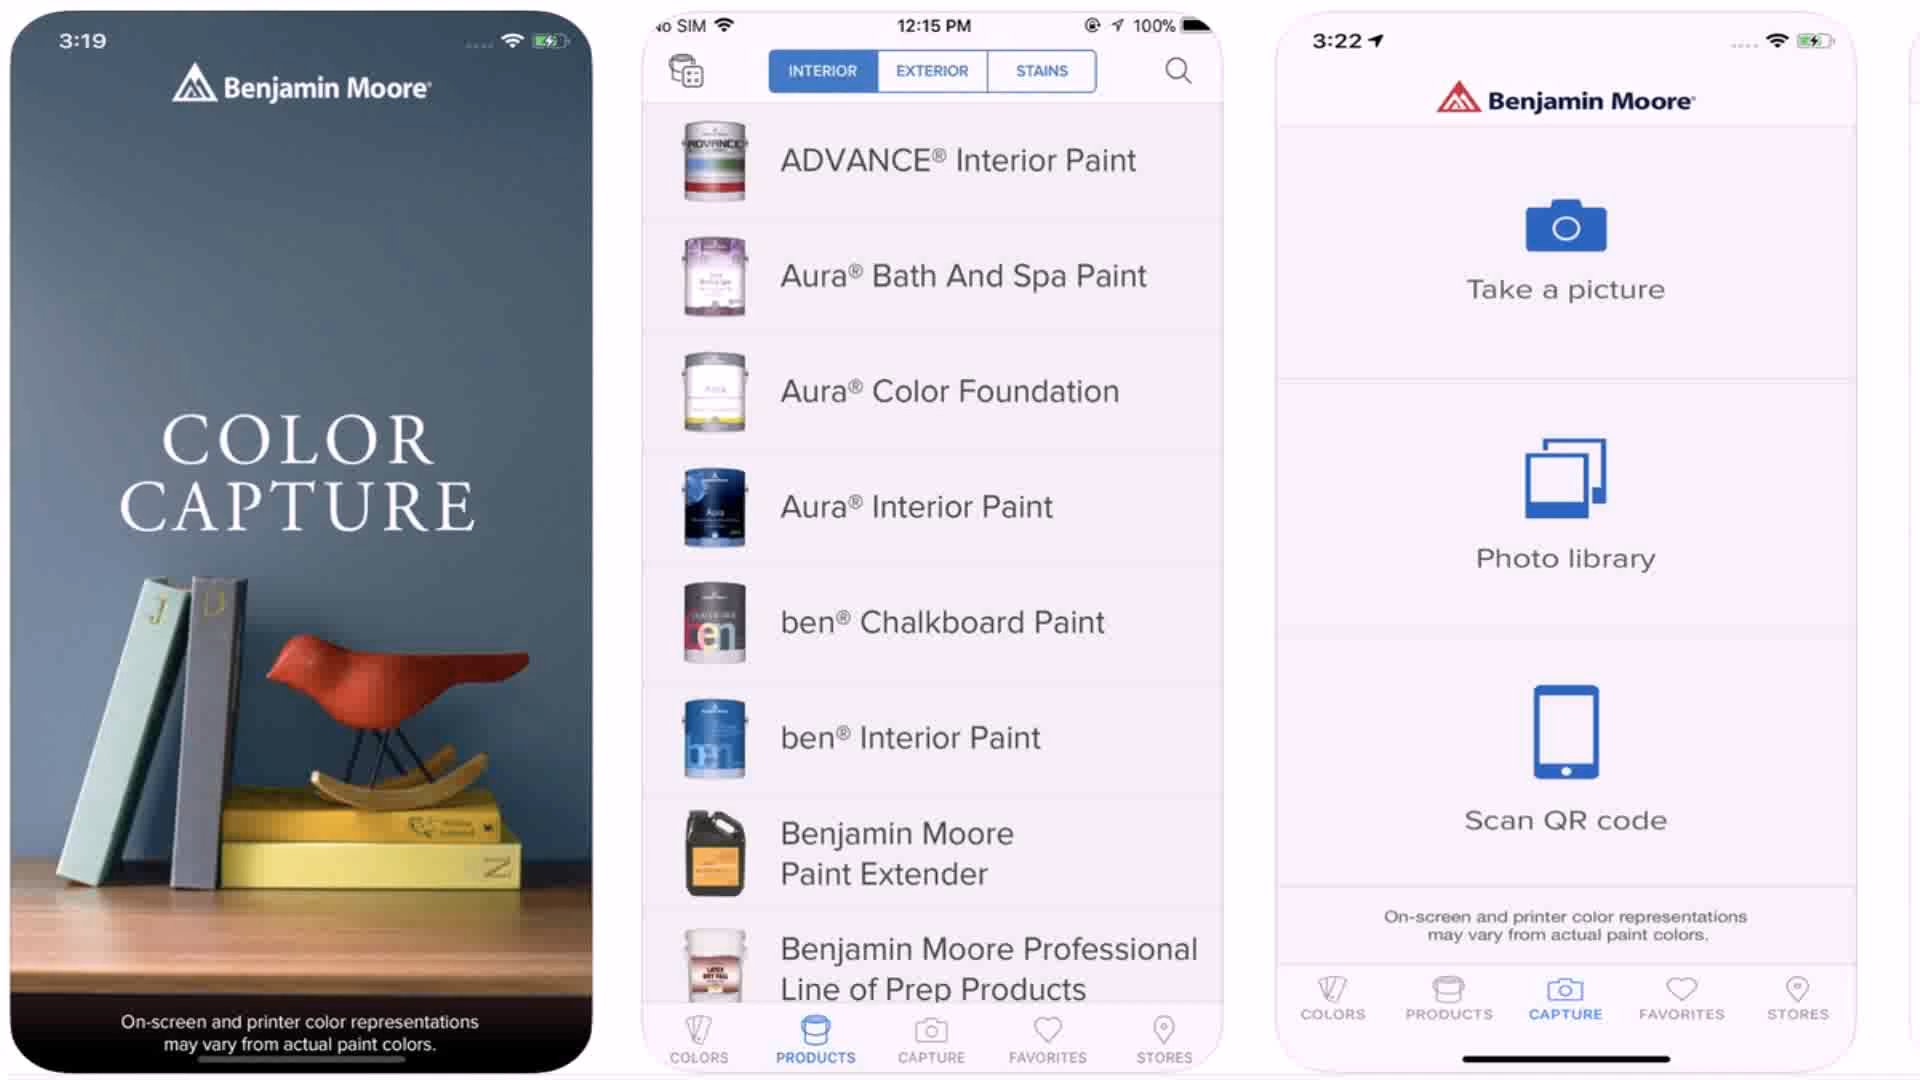 3:19
Benjamin Moore®
COLOR
CAPTURE
J
D
On-screen and printer color representations
may vary from actual paint colors.
No SIM
12:15 PM
100%
INTERIOR
EXTERIOR
STAINS
ADVANCE® Interior Paint
Aura® Bath And Spa Paint
Aura® Color Foundation
Aura® Interior Paint
ben® Chalkboard Paint
ben® Interior Paint
Benjamin Moore
Paint Extender
Benjamin Moore Professional
Line of Prep Products
COLORS
PRODUCTS
CAPTURE
FAVORITES
STORES
3:22
Benjamin Moore®
Take a picture
Photo library
Scan QR code
On-screen and printer color representations
may vary from actual paint colors.
COLORS
PRODUCTS
CAPTURE
FAVORITES
STORES